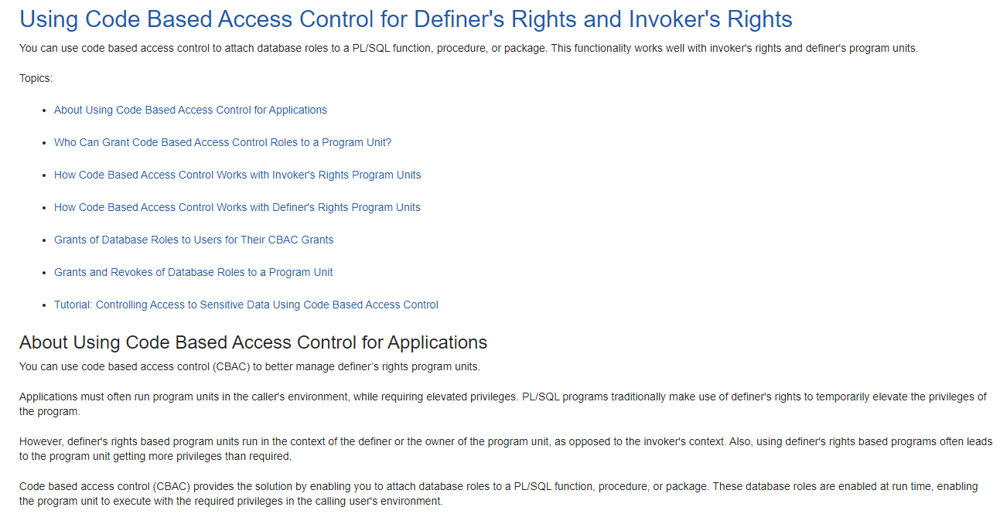 Using Code Based Access Control for Definer's Rights and Invoker's Rights
You can use code based access control to attach database roles to a PL/SQL function, procedure, or package. This functionality works well with invoker's rights and definer's program units.
Topics:
• About Using Code Based Access Control for Applications
• Who Can Grant Code Based Access Control Roles to a Program Unit?
• How Code Based Access Control Works with Invoker's Rights Program Units
• How Code Based Access Control Works with Definer's Rights Program Units
• Grants of Database Roles to Users for Their CBAC Grants
• Grants and Revokes of Database Roles to a Program Unit
• Tutorial: Controlling Access to Sensitive Data Using Code Based Access Control
About Using Code Based Access Control for Applications
You can use code based access control (CBAC) to better manage definer’s rights program units.
Applications must often run program units in the caller's environment, while requiring elevated privileges. PL/SQL programs traditionally make use of definer's rights to temporarily elevate the privileges of
the program.
However, definer's rights based program units run in the context of the definer or the owner of the program unit, as opposed to the invoker's context. Also, using definer's rights based programs often leads
to the program unit getting more privileges than required.
Code based access control (CBAC) provides the solution by enabling you to attach database roles to a PL/SQL function, procedure, or package. These database roles are enabled at run time, enabling
the program unit to execute with the required privileges in the calling user's environment.